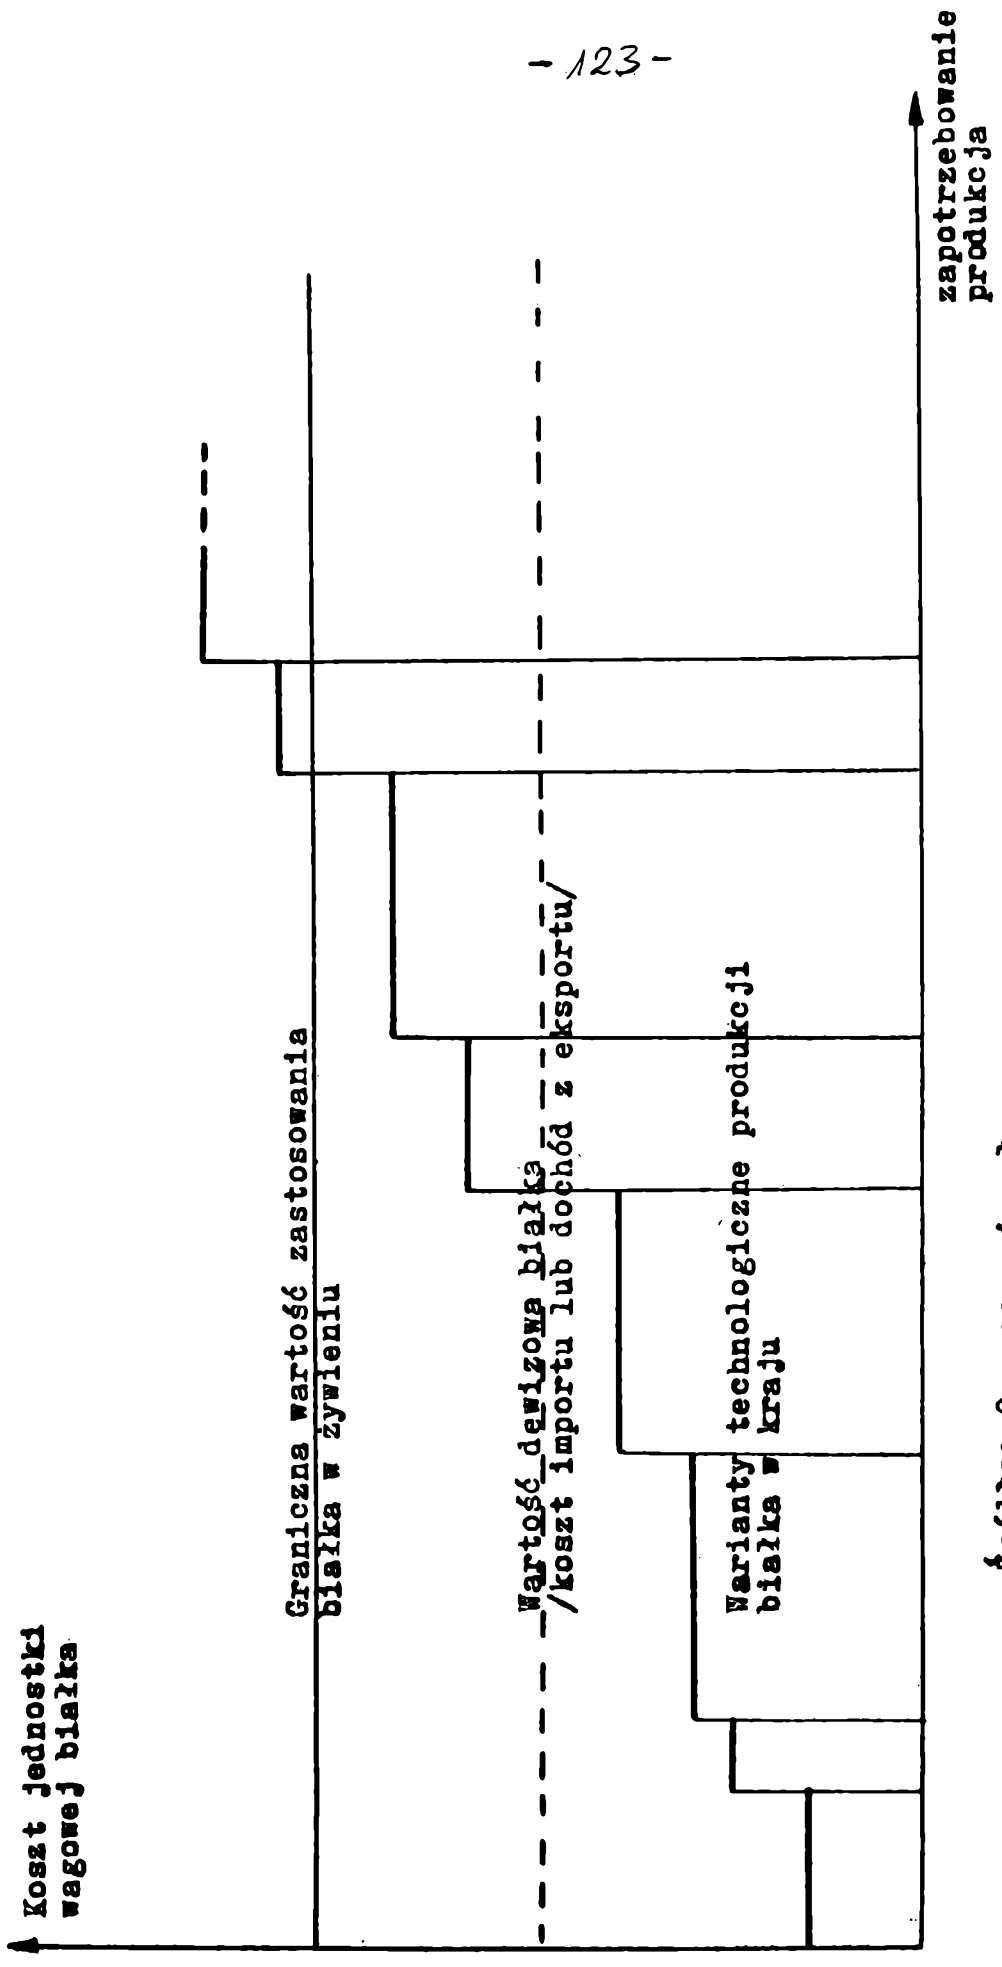 - 123 -
Koszt jednostki
wagowej białka
Graniczna wartość zastosowania
białka w żywieniu
Wartość dewizowa białka
/koszt importu lub dochód z eksportu/
Warianty technologiczne produkcji
białka w kraju
zapotrzebowanie
produkcja